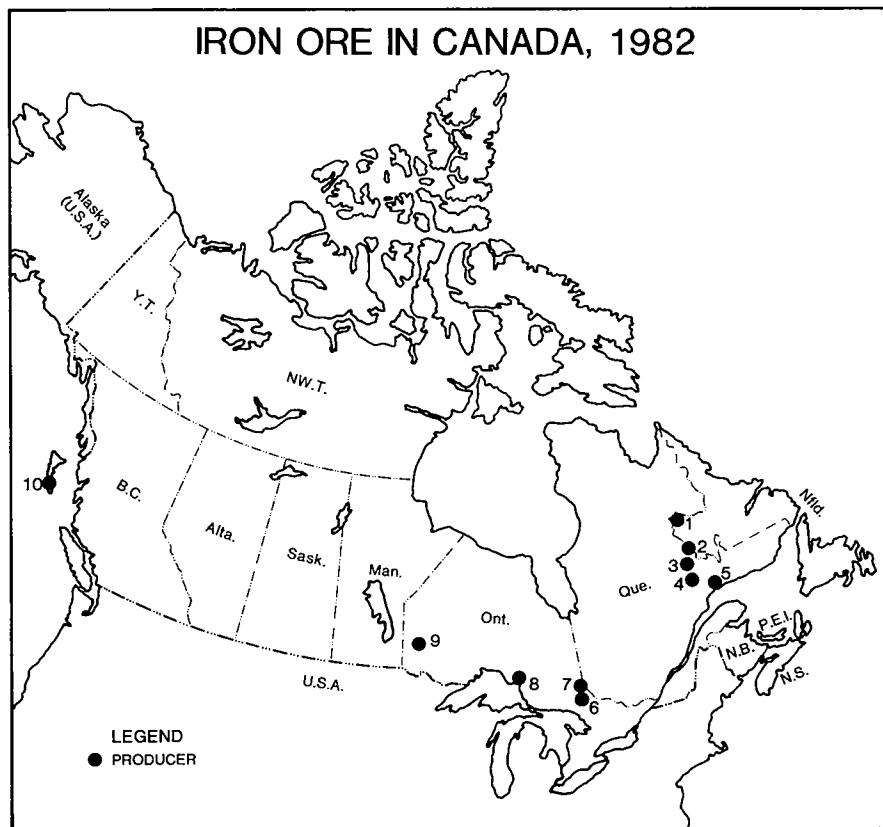 IRON ORE IN CANADA, 1982
Alaska
(U.S.A.)
Y.T.
N.W.T.
B.C.
Alta.
Sask.
Man.
Ont.
Que.
Nfld.
P.E.I.
N.B.
N.S.
U.S.A.
1
2
3
4
5
6
7
8
9
10
LEGEND
PRODUCER